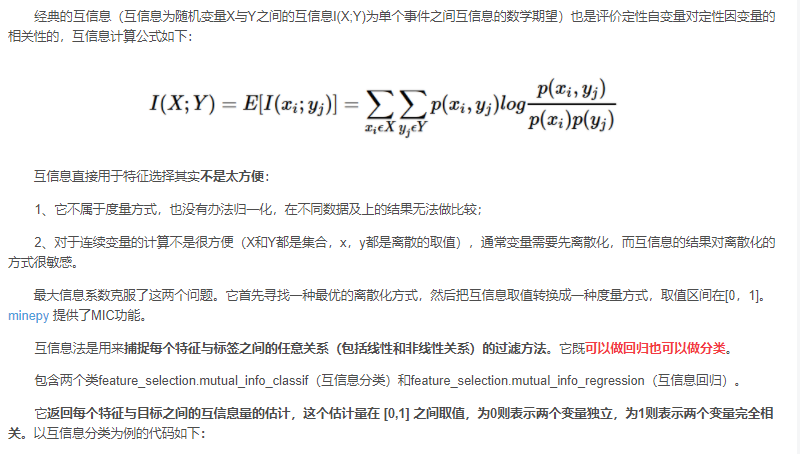 经典的互信息（互信息为随机变量X与Y之间的互信息I(X;Y)为单个事件之间互信息的数学期望）也是评价定性自变量对定性因变量的
相关性的，互信息计算公式如下：
I(X;Y) = E[I(x_i;y_j)] = ∑_{x_iϵX} ∑_{y_jϵY} p(x_i,y_j)log p(x_i,y_j)/p(x_i)p(y_j)
互信息直接用于特征选择其实不是太方便：
1、它不属于度量方式，也没有办法归一化，在不同数据及上的结果无法做比较；
2、对于连续变量的计算不是很方便（X和Y都是集合，x，y都是离散的取值），通常变量需要先离散化，而互信息的结果对离散化的
方式很敏感。
最大信息系数克服了这两个问题。它首先寻找一种最优的离散化方式，然后把互信息取值转换成一种度量方式，取值区间在[0，1]。
minepy 提供了MIC功能。
互信息法是用来捕捉每个特征与标签之间的任意关系（包括线性和非线性关系）的过滤方法。它既可以做回归也可以做分类。
包含两个类feature_selection.mutual_info_classif（互信息分类）和feature_selection.mutual_info_regression（互信息回归）。
它返回每个特征与目标之间的互信息量的估计，这个估计量在 [0,1] 之间取值，为0则表示两个变量独立，为1则表示两个变量完全相
关。以互信息分类为例的代码如下：